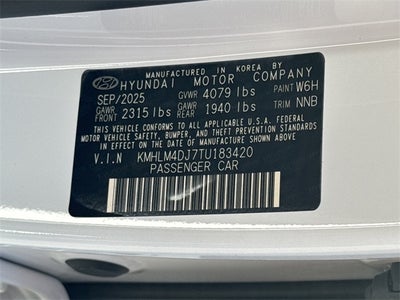 MANUFACTURED IN KOREA BY
HYUNDAI MOTOR COMPANY
SEP/2025 GVWR 4079 lbs PAINT W6H
GAWR FRONT 2315 lbs GAWR REAR 1940 lbs TRIM NNB
THIS VEHICLE CONFORMS TO ALL APPLICABLE FEDERAL
MOTOR VEHICLE SAFETY, BUMPER, AND THEFT PREVENTION
STANDARDS IN EFFECT ON THE DATE OF MANUFACTURE
SHOWN ABOVE.
V.I.N KMHLM4DJ7TU183420
PASSENGER CAR